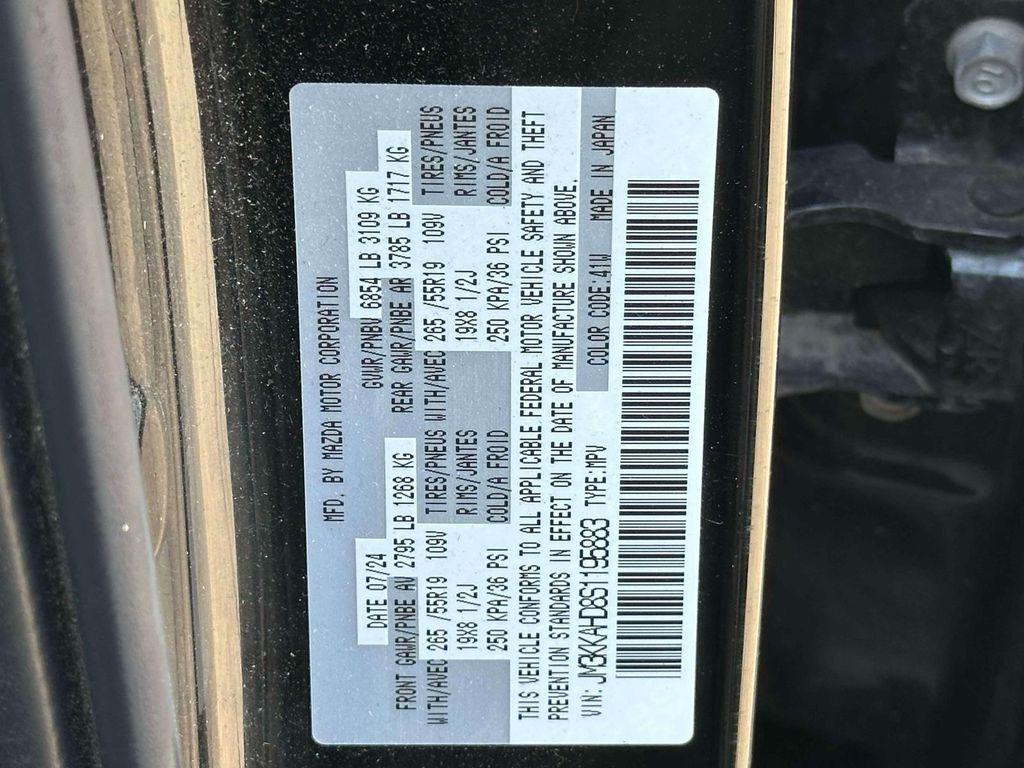 MFD. BY MAZDA MOTOR CORPORATION
DATE 07/24 GVWR/PNBV 6854 LB 3109 KG
FRONT GAWR/PNBE AV 2795 LB 1268 KG REAR GAWR/PNBE AR 3785 LB 1717 KG
WITH/AVEC 265 /55R19 109V TIRES/PNEUS WITH/AVEC 265 /55R19 109V TIRES/PNEUS
19X8 1/2J RIMS/JANTES 19X8 1/2J RIMS/JANTES
250 KPA/36 PSI COLD/A FROID 250 KPA/36 PSI COLD/A FROID
THIS VEHICLE CONFORMS TO ALL APPLICABLE FEDERAL MOTOR VEHICLE SAFETY AND THEFT
PREVENTION STANDARDS IN EFFECT ON THE DATE OF MANUFACTURE SHOWN ABOVE.
VIN: JM3KKAHD8S1195883 TYPE:MPV COLOR CODE:41W MADE IN JAPAN